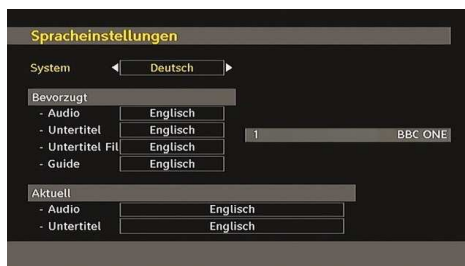 Spracheinstellungen
System Deutsch
Bevorzugt
- Audio Englisch
- Untertitel Englisch
1 BBC ONE
- Untertitel Fil Englisch
- Guide Englisch
Aktuell
- Audio Englisch
- Untertitel Englisch